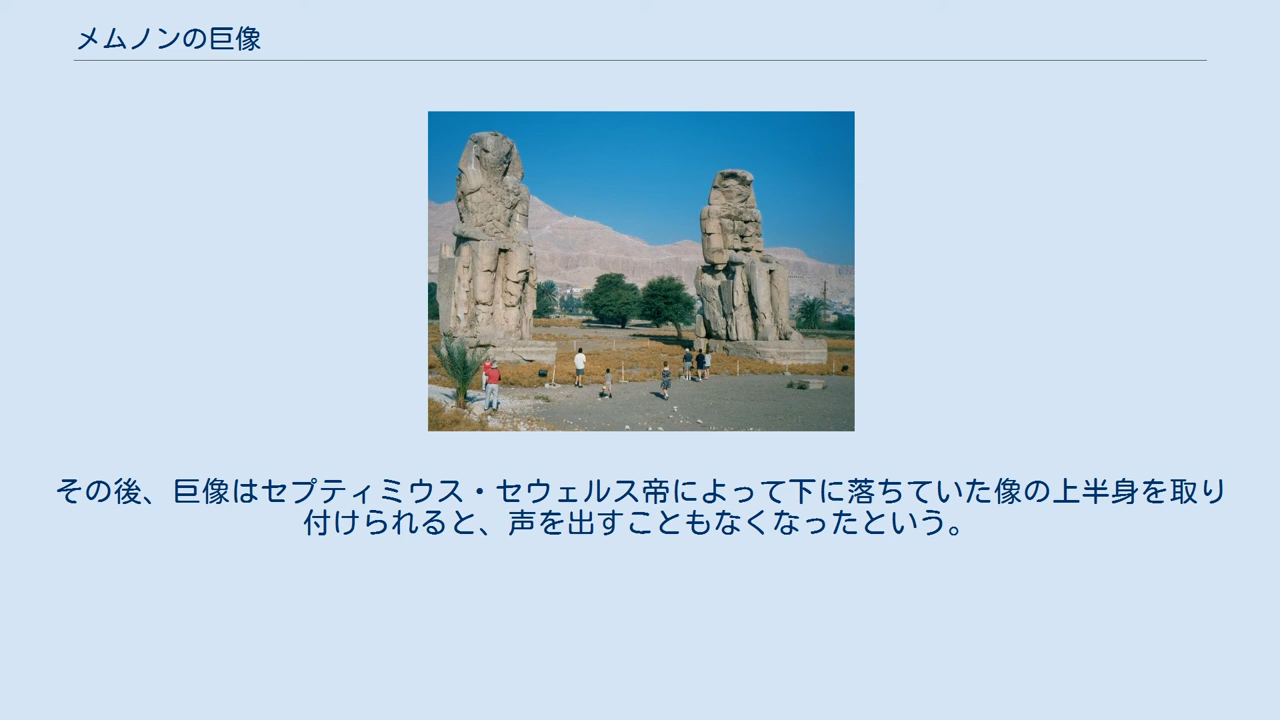 メムノンの巨像
その後、巨像はセプティミウス・セウェルス帝によって下に落ちていた像の上半身を取り
付けられると、声を出すこともなくなったという。